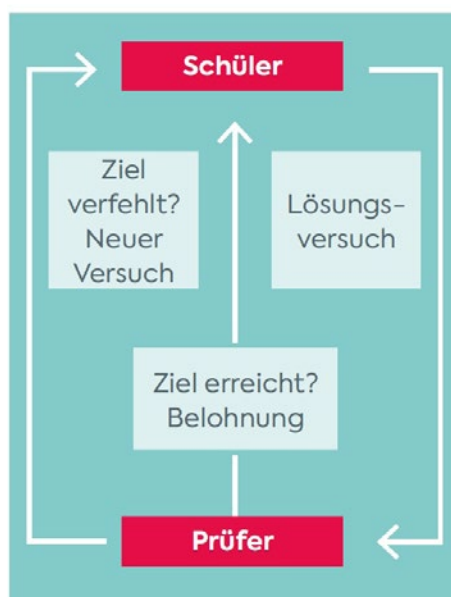 Schüler
Ziel
verfehlt?
Neuer
Versuch
Lösungs-
versuch
Ziel erreicht?
Belohnung
Prüfer